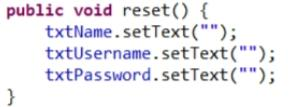 public void reset() {
    txtName.setText("");
    txtUsername.setText("");
    txtPassword.setText("");
}